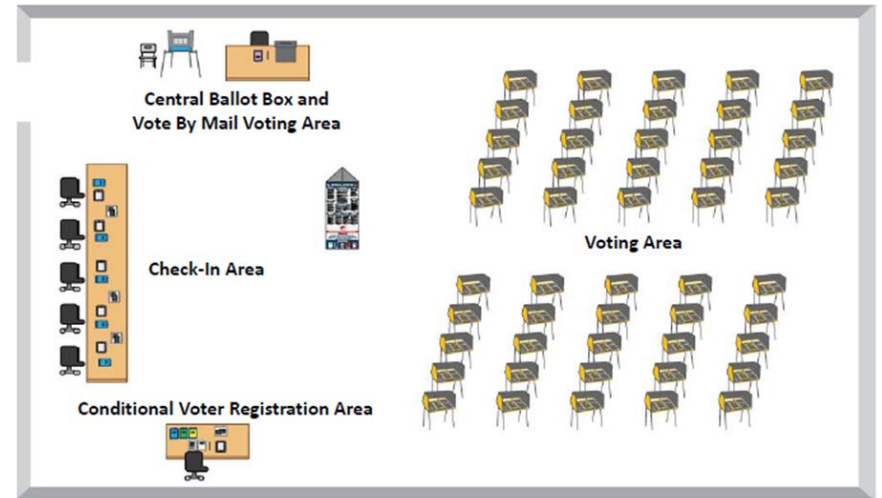 Central Ballot Box and
Vote By Mail Voting Area
Voting Area
Check-In Area
Conditional Voter Registration Area